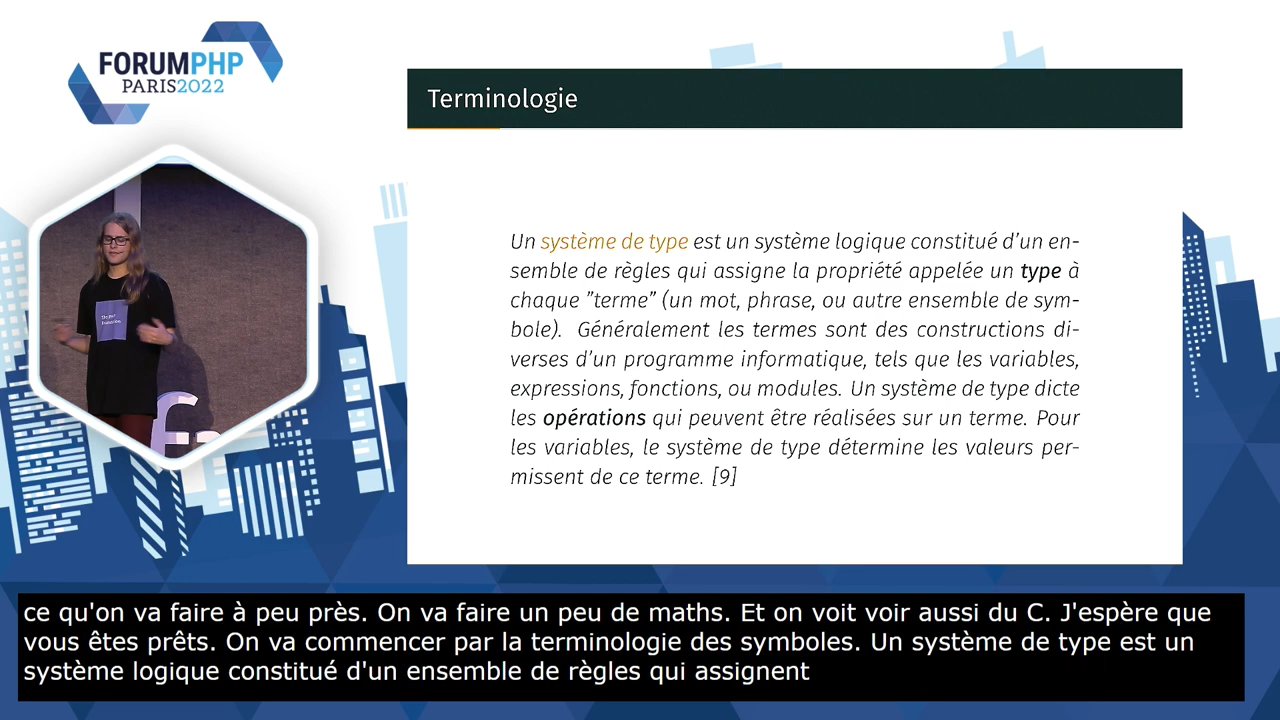 FORUMPHP
PARIS2022
Terminologie
Un système de type est un système logique constitué d'un en-
semble de règles qui assigne la propriété appelée un type à
chaque ”terme” (un mot, phrase, ou autre ensemble de sym-
bole). Généralement les termes sont des constructions di-
verses d'un programme informatique, tels que les variables,
expressions, fonctions, ou modules. Un système de type dicte
les opérations qui peuvent être réalisées sur un terme. Pour
les variables, le système de type détermine les valeurs per-
missent de ce terme. [9]
ce qu'on va faire à peu près. On va faire un peu de maths. Et on voit voir aussi du C. J'espère que
vous êtes prêts. On va commencer par la terminologie des symboles. Un système de type est un
système logique constitué d'un ensemble de règles qui assignent